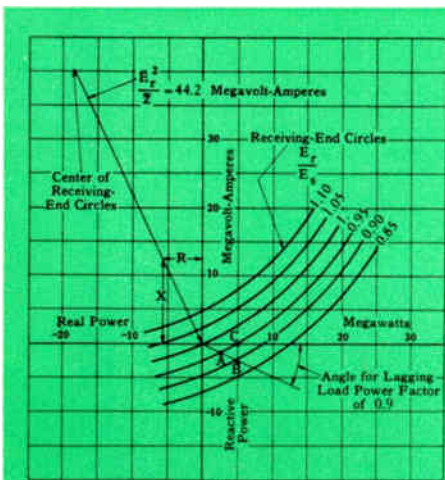 E_r²
─ = 44.2 Megavolt-Amperes
Z
Center of
Receiving-
End Circles
Receiving-End Circles
E_r
─
E_s
30
20
10
Megavolt-Amperes
1.10
1.05
1.
0.95
0.90
0.85
R
X
Real Power
Megawatts
-20
-10
10
20
30
C
A
B
Angle for Lagging
Load Power Factor
of 0.9
-10
Reactive
Power